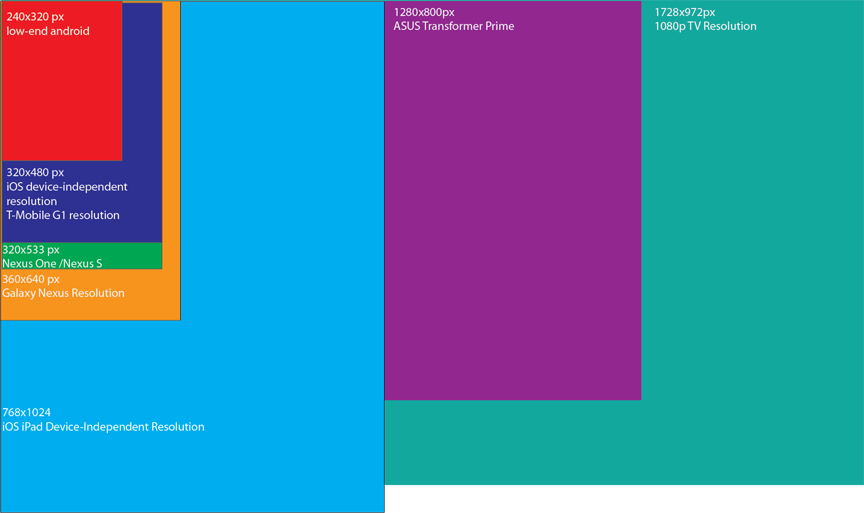 240x320 px
low-end android
320x480 px
iOS device-independent
resolution
T-Mobile G1 resolution
320x533 px
Nexus One /Nexus S
360x640 px
Galaxy Nexus Resolution
768x1024
iOS iPad Device-Independent Resolution
1280x800px
ASUS Transformer Prime
1728x972px
1080p TV Resolution